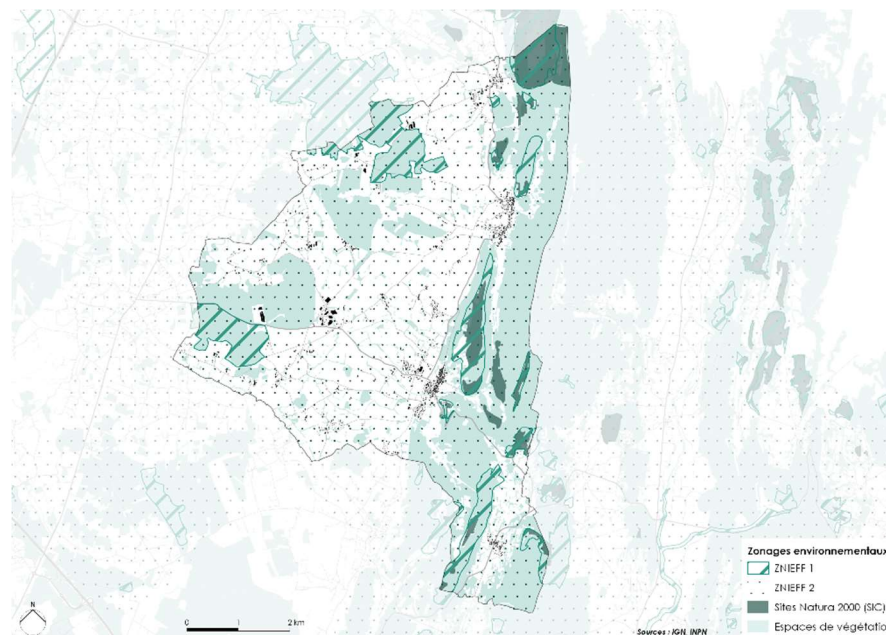 Zonages environnementaux
ZNIEFF 1
ZNIEFF 2
Sites Natura 2000 (SIC)
Espaces de végétatio
N
0 1 2 km
Sources : IGN, INPN